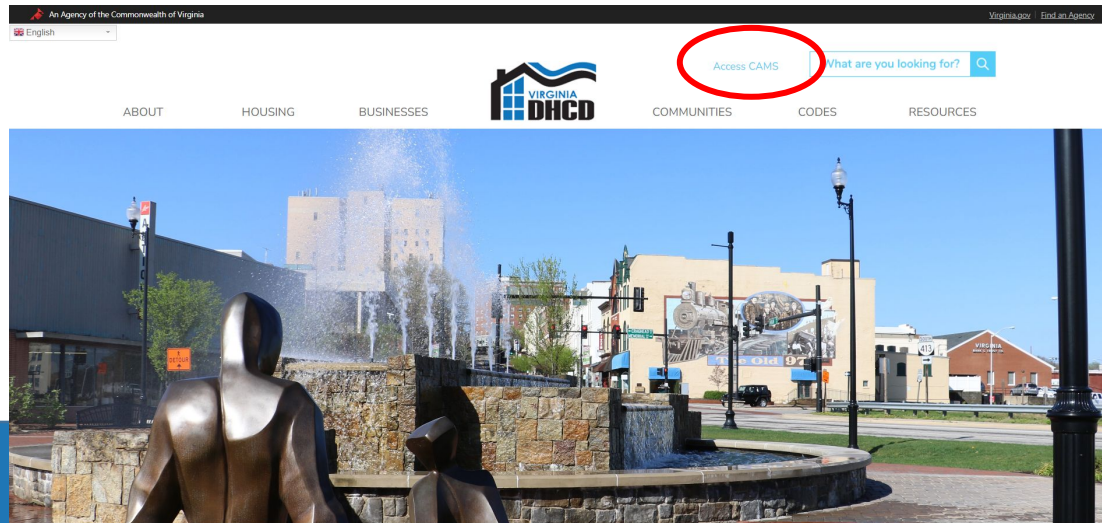 An Agency of the Commonwealth of Virginia
Virginia.gov | Find an Agency
English
Access CAMS
What are you looking for?
VIRGINIA
DHCD
ABOUT
HOUSING
BUSINESSES
COMMUNITIES
CODES
RESOURCES
DETOUR
The Old 97
413
VIRGINIA